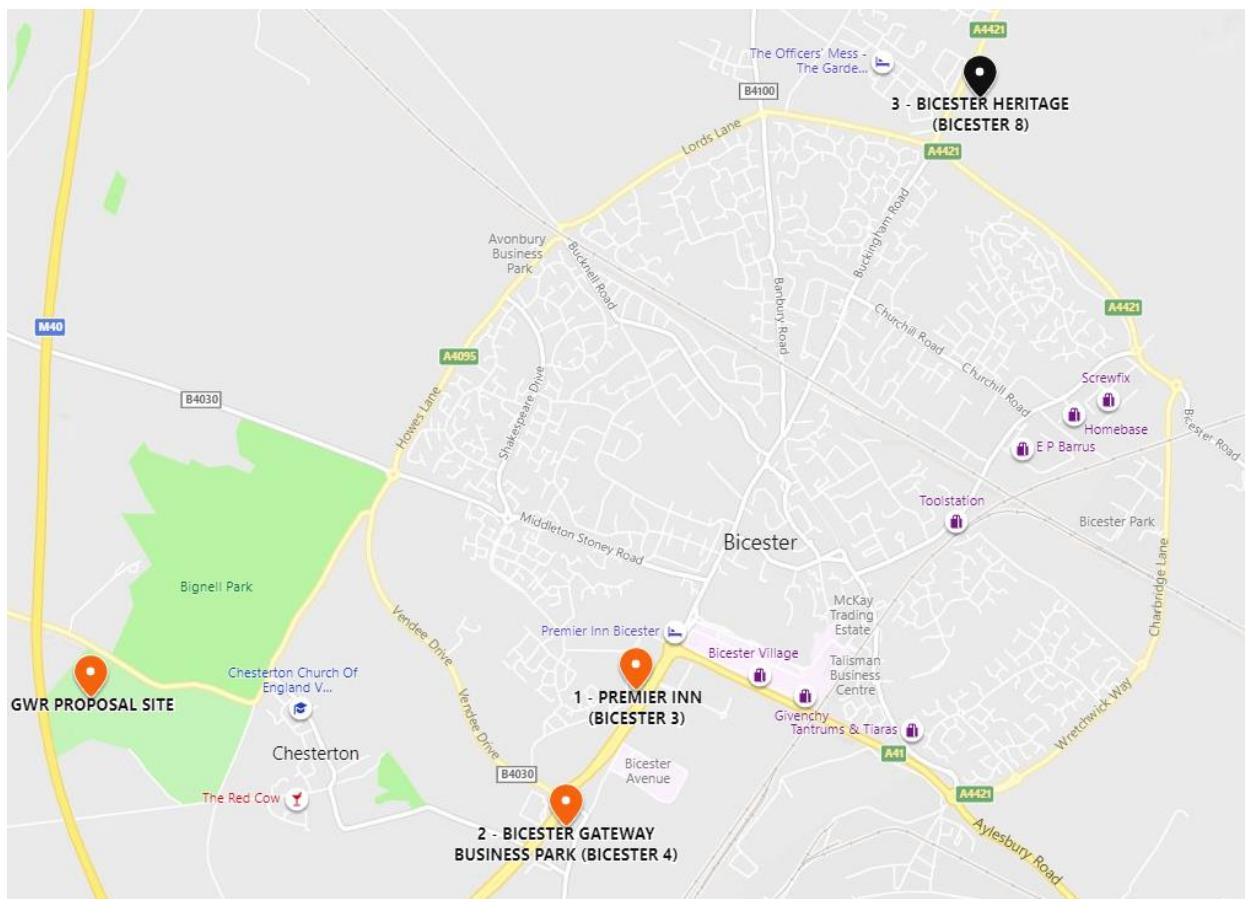 A4421
The Officers' Mess -
The Garde...
B4100
3 - BICESTER HERITAGE
(BICESTER 8)
Lords Lane
A4421
Avonbury
Business
Park
Bucknell Road
Banbury Road
Buckingham Road
Churchill Road
A4421
M40
A4095
Shakespeare Drive
Churchill Road
Screwfix
B4030
Howes Lane
Homebase
Bicester Road
E P Barrus
Toolstation
Middleton Stoney Road
Bicester
Bicester Park
Bignell Park
Charbridge Lane
McKay
Trading
Estate
Vendee Drive
Premier Inn Bicester
Bicester Village
Talisman
Business
Centre
Chesterton Church Of
England V...
GWR PROPOSAL SITE
1 - PREMIER INN
(BICESTER 3)
Givenchy
Tantrums & Tiaras
Wretchwick Way
Vendee Drive
Chesterton
A41
Bicester
Avenue
B4030
The Red Cow
A4421
2 - BICESTER GATEWAY
BUSINESS PARK (BICESTER 4)
Aylesbury Road